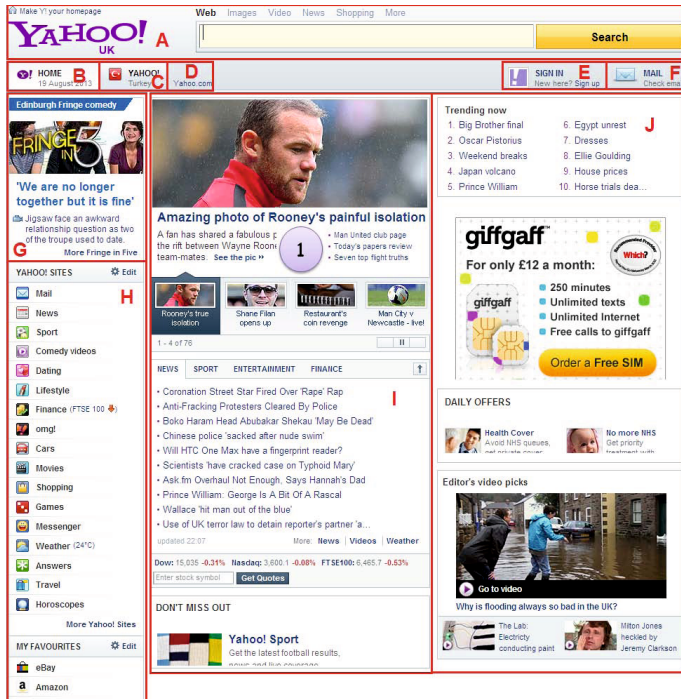 Make Y! your homepage
Web Images Video News Shopping More
YAHOO!
UK
A
Search
HOME
19 August 2013
B
YAHOO!
Turkey
C
D
Yahoo.com
SIGN IN
New here? Sign up
E
MAIL
Check ema
F
Edinburgh Fringe comedy
FRINGE
IN 5
'We are no longer
together but it is fine'
Jigsaw face an awkward
relationship question as two
of the troupe used to date.
More Fringe in Five
G
YAHOO! SITES Edit
H
Mail
News
Sport
Comedy videos
Dating
Lifestyle
Finance (FTSE 100)
omg!
Cars
Movies
Shopping
Games
Messenger
Weather (24°C)
Answers
Travel
Horoscopes
More Yahoo! Sites
MY FAVOURITES Edit
eBay
Amazon
Amazing photo of Rooney's painful isolation
A fan has shared a fabulous p
the rift between Wayne Roone
team-mates. See the pic »
1
• Man United club page
• Today's papers review
• Seven top flight truths
Rooney's true
isolation
Shane Filan
opens up
Restaurant's
coin revenge
Man City v
Newcastle - live!
1 - 4 of 76
NEWS SPORT ENTERTAINMENT FINANCE
I
• Coronation Street Star Fired Over 'Rape' Rap
• Anti-Fracking Protesters Cleared By Police
• Boko Haram Head Abubakar Shekau 'May Be Dead'
• Chinese police 'sacked after nude swim'
• Will HTC One Max have a fingerprint reader?
• Scientists 'have cracked case on Typhoid Mary'
• Ask.fm Overhaul Not Enough, Says Hannah's Dad
• Prince William: George Is A Bit Of A Rascal
• Wallace 'hit man out of the blue'
• Use of UK terror law to detain reporter's partner 'a...
updated 22:07 More: News | Videos | Weather
Dow: 15,035 -0.31% Nasdaq: 3,600.1 -0.08% FTSE100: 6,465.7 -0.53%
Enter stock symbol Get Quotes
DON'T MISS OUT
Yahoo! Sport
Get the latest football results,
news and live coverage
Trending now
J
1. Big Brother final
2. Oscar Pistorius
3. Weekend breaks
4. Japan volcano
5. Prince William
6. Egypt unrest
7. Dresses
8. Ellie Goulding
9. House prices
10. Horse trials dea...
giffgaff
Recommended Provider
Which?
For only £12 a month:
250 minutes
Unlimited texts
Unlimited Internet
Free calls to giffgaff
giffgaff
Order a Free SIM
DAILY OFFERS
Health Cover
Avoid NHS queues,
get private cover
No more NHS
Get priority
treatment with
Editor's video picks
Go to video
Why is flooding always so bad in the UK?
The Lab:
Electricty
conducting paint
Milton Jones
heckled by
Jeremy Clarkson